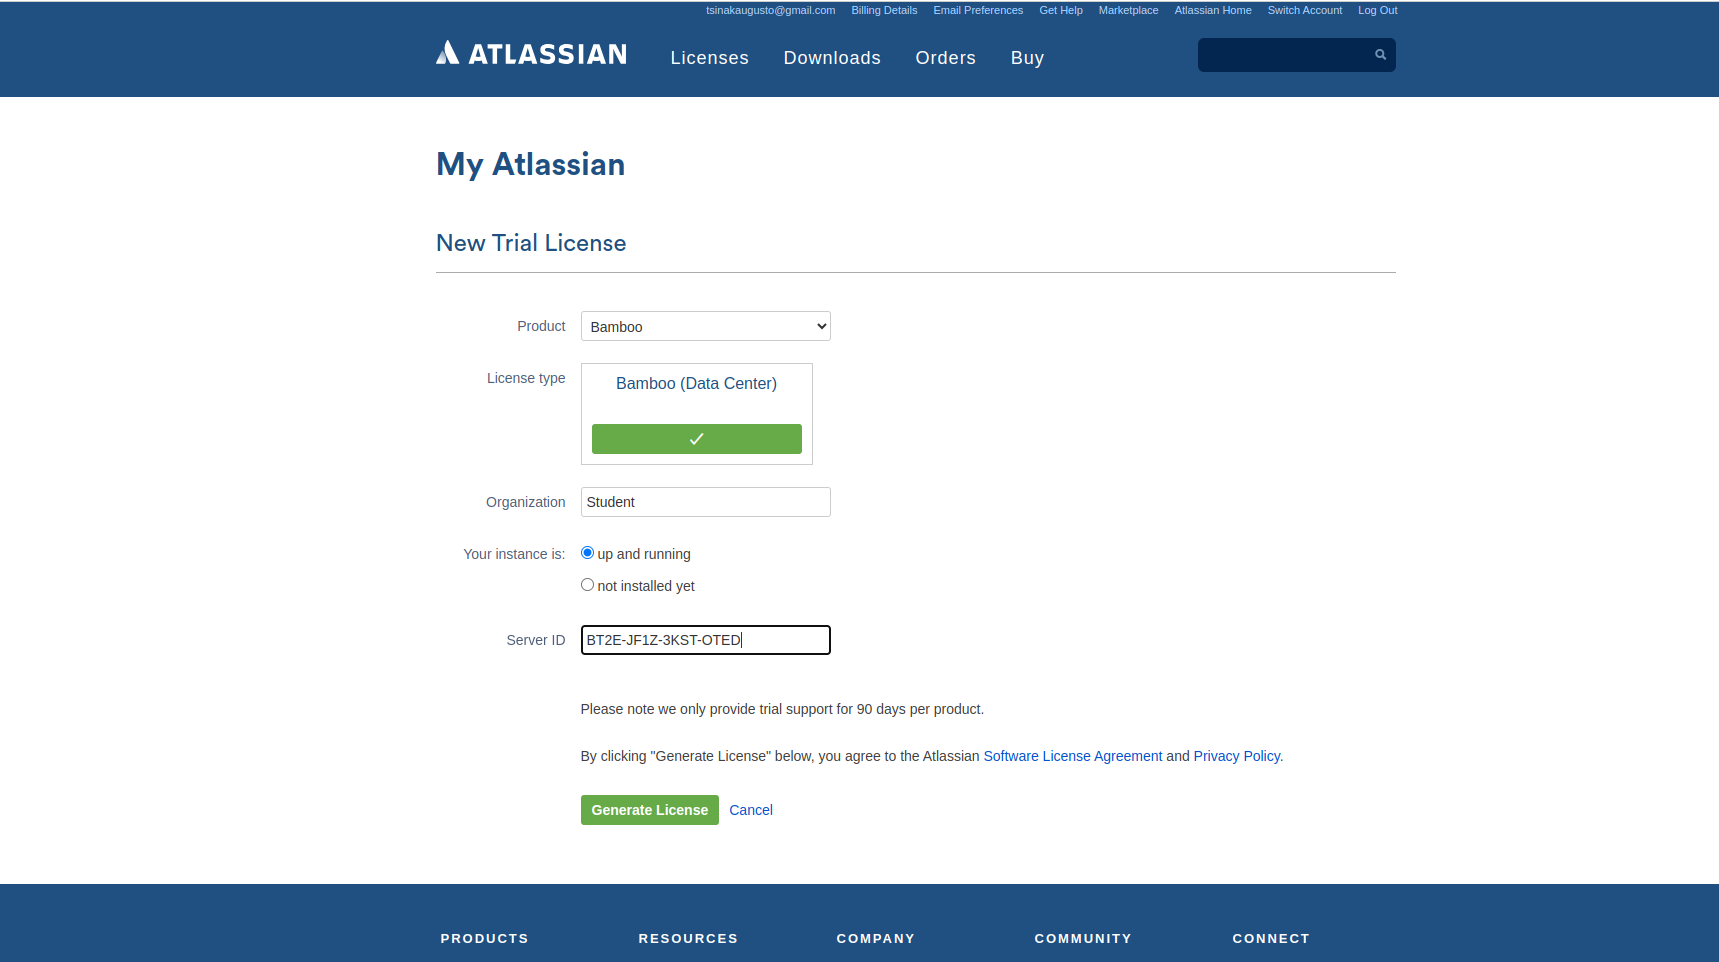 tsinakaugusto@gmail.com Billing Details Email Preferences Get Help Marketplace Atlassian Home Switch Account Log Out
ATLASSIAN Licenses Downloads Orders Buy
My Atlassian
New Trial License
Product Bamboo
License type Bamboo (Data Center)
Organization Student
Your instance is: up and running
not installed yet
Server ID BT2E-JF1Z-3KST-OTED
Please note we only provide trial support for 90 days per product.
By clicking "Generate License" below, you agree to the Atlassian Software License Agreement and Privacy Policy.
Generate License Cancel
PRODUCTS RESOURCES COMPANY COMMUNITY CONNECT